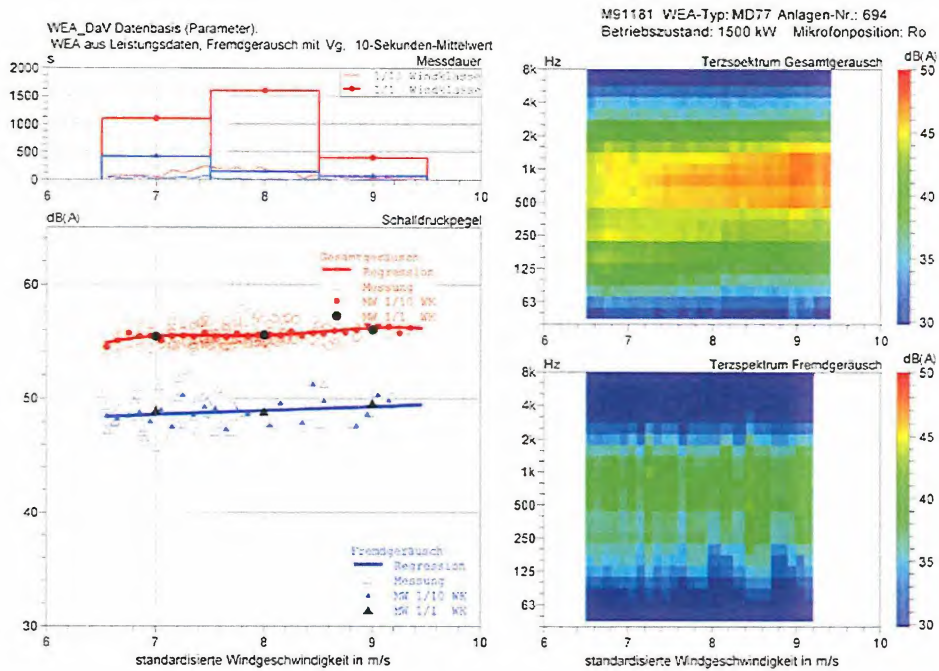 WEA_DaV Datenbasis (Parameter).
WEA aus Leistungsdaten, Fremdgeräusch mit Vg, 10-Sekunden-Mittelwert
s
Messdauer
1/10 Windklasse
1/1 Windklasse
2000
1500
1000
500
0
5 6 7 8 9 10
dB(A)
Schalldruckpegel
Gesamtgeräusch
Regression
Messung
MW 1/10 WK
MW 1/1 WK
60
50
40
30
Fremdgeräusch
Regression
Messung
MW 1/10 WK
MW 1/1 WK
6 7 8 9 10
standardisierte Windgeschwindigkeit in m/s
M91181 WEA-Typ: MD77 Anlagen-Nr.: 694
Betriebszustand: 1500 kW Mikrofonposition: Ro
Hz
Terzspektrum Gesamtgeräusch
dB(A)
8k
4k
2k
1k
500
250
125
63
6 7 8 9 10
50
45
40
35
30
Hz
Terzspektrum Fremdgeräusch
dB(A)
8k
4k
2k
1k
500
250
125
63
6 7 8 9 10
50
45
40
35
30
standardisierte Windgeschwindigkeit in m/s